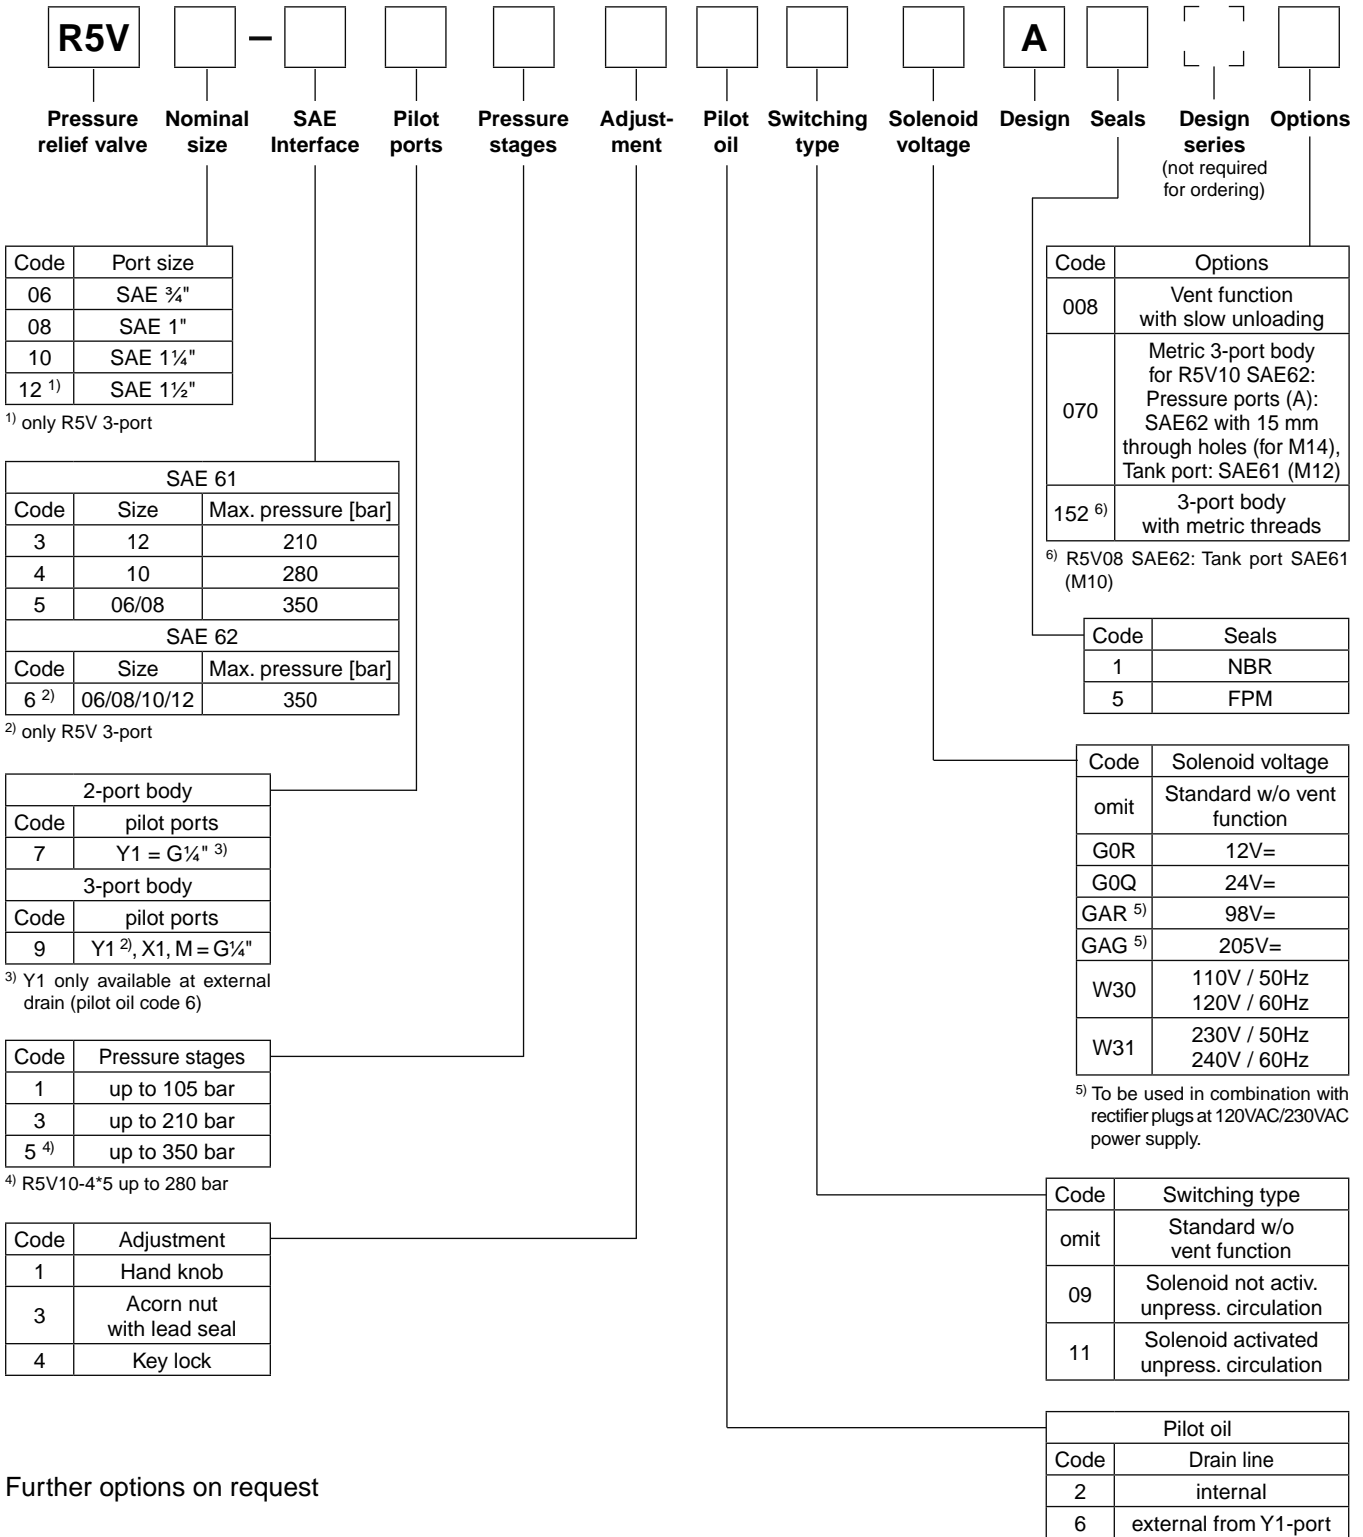 R5V – A
Pressure relief valve
Nominal size
SAE Interface
Pilot ports
Pressure stages
Adjust-ment
Pilot oil
Switching type
Solenoid voltage
Design
Seals
Design series (not required for ordering)
Options
Code Port size
06 SAE ¾"
08 SAE 1"
10 SAE 1¼"
12 1) SAE 1½"
1) only R5V 3-port
SAE 61
Code Size Max. pressure [bar]
3 12 210
4 10 280
5 06/08 350
SAE 62
Code Size Max. pressure [bar]
6 2) 06/08/10/12 350
2) only R5V 3-port
2-port body
Code pilot ports
7 Y1 = G¼" 3)
3-port body
Code pilot ports
9 Y1 2), X1, M = G¼"
3) Y1 only available at external
drain (pilot oil code 6)
Code Pressure stages
1 up to 105 bar
3 up to 210 bar
5 4) up to 350 bar
4) R5V10-4*5 up to 280 bar
Code Adjustment
1 Hand knob
3 Acorn nut
with lead seal
4 Key lock
Further options on request
Code Options
008 Vent function
with slow unloading
070 Metric 3-port body
for R5V10 SAE62:
Pressure ports (A):
SAE62 with 15 mm
through holes (for M14),
Tank port: SAE61 (M12)
152 6) 3-port body
with metric threads
6) R5V08 SAE62: Tank port SAE61
(M10)
Code Seals
1 NBR
5 FPM
Code Solenoid voltage
omit Standard w/o vent
function
G0R 12V=
G0Q 24V=
GAR 5) 98V=
GAG 5) 205V=
W30 110V / 50Hz
120V / 60Hz
W31 230V / 50Hz
240V / 60Hz
5) To be used in combination with
rectifier plugs at 120VAC/230VAC
power supply.
Code Switching type
omit Standard w/o
vent function
09 Solenoid not activ.
unpress. circulation
11 Solenoid activated
unpress. circulation
Pilot oil
Code Drain line
2 internal
6 external from Y1-port